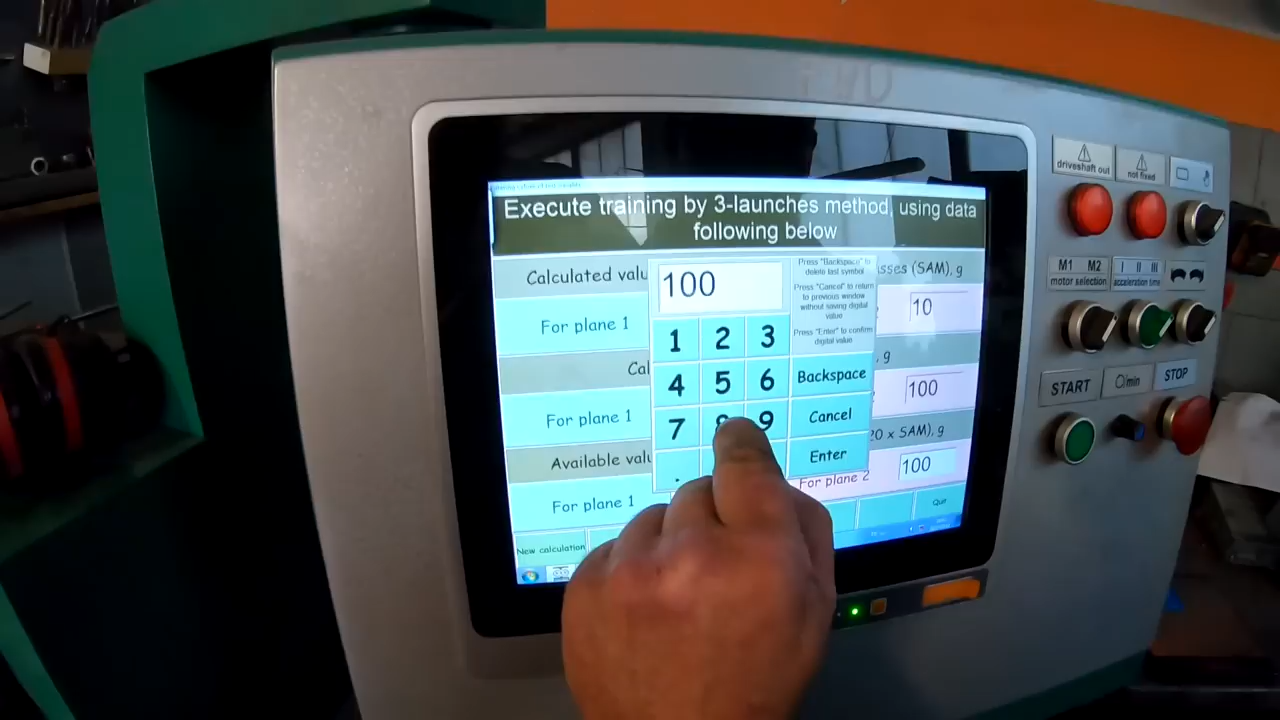 Execute training by 3-launches method, using data
following below
Calculated valu
sses (SAM), g
100
Press "Backspace" to
delete last symbol
Press "Cancel" to return
to previous window
without saving digital
value
Press "Enter" to confirm
digital value
For plane 1
10
1 2 3
4 5 6
7 8 9
.
Backspace
Cancel
Enter
Cal
, g
For plane 1
100
Available valu
20 x SAM), g
For plane 1
For plane 2
100
New calculation
Quit
driveshaft out
not fixed
M1 M2
motor selection
I II III
acceleration time
START
/min
STOP